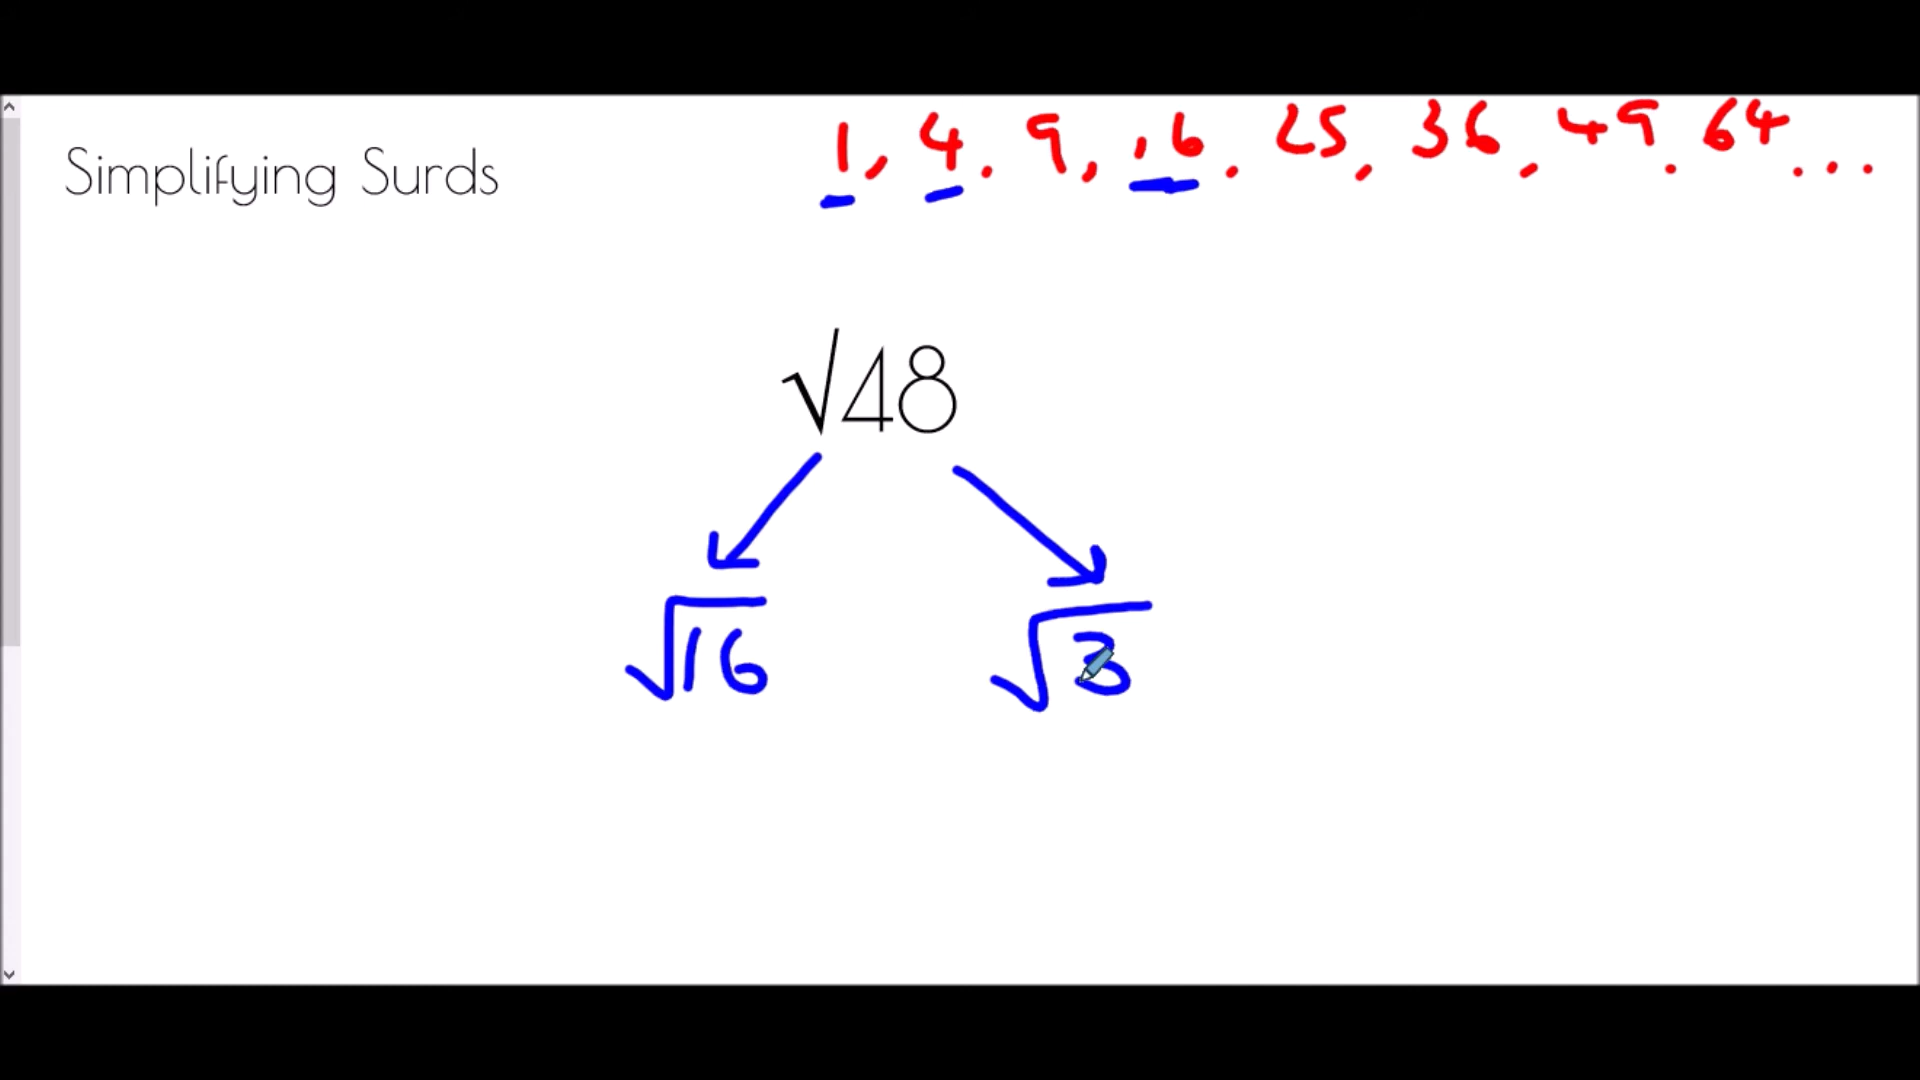 1, 4, 9, 16, 25, 36, 49, 64...
Simplifying Surds
√48
√16 √3